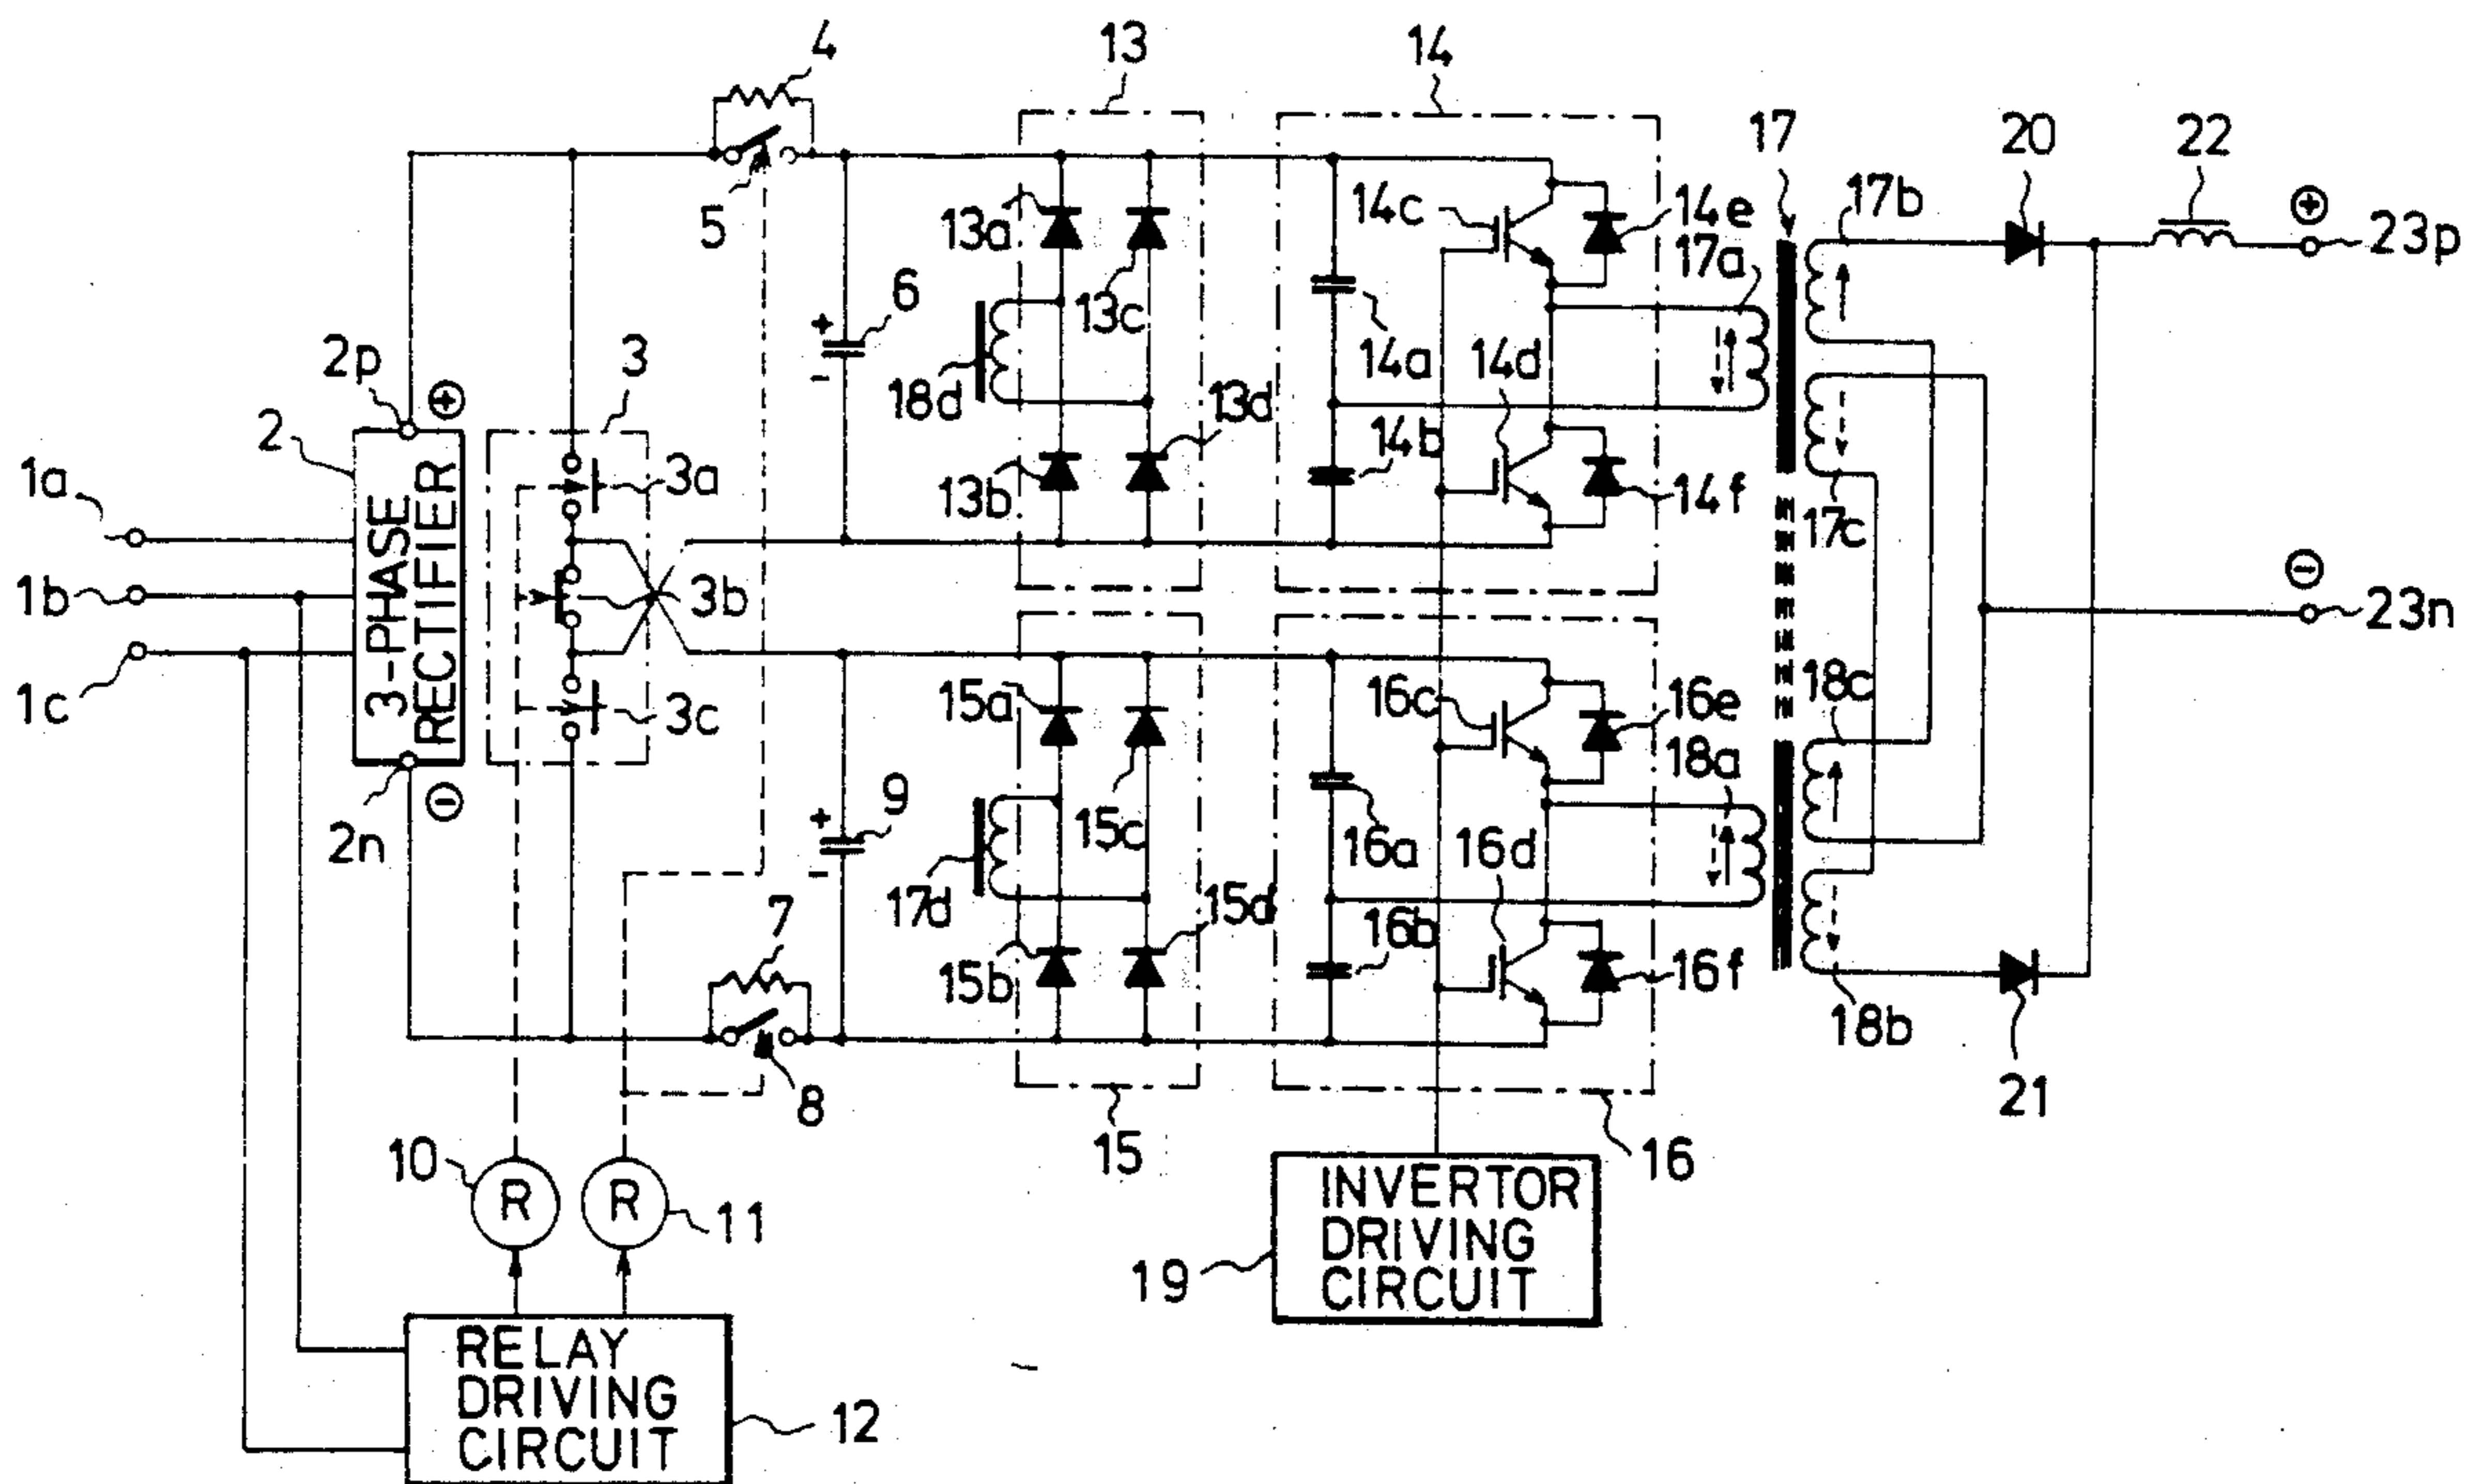 4
13
14
17
20
22
⊕
23p
17b
14c
14e
17a
5
13a
13c
6
+
-
14a
14d
18d
13d
2p
⊕
3
2
3-PHASE
RECTIFIER
1a
3a
13b
14b
14f
17c
⊖
23n
1b
3b
1c
3c
15a
16c
16e
18c
18a
2n
⊖
9
+
-
15c
16a
16d
17d
15d
7
15b
16b
16f
18b
21
8
15
16
10
R
R
11
19
INVERTOR
DRIVING
CIRCUIT
RELAY
DRIVING
CIRCUIT
12